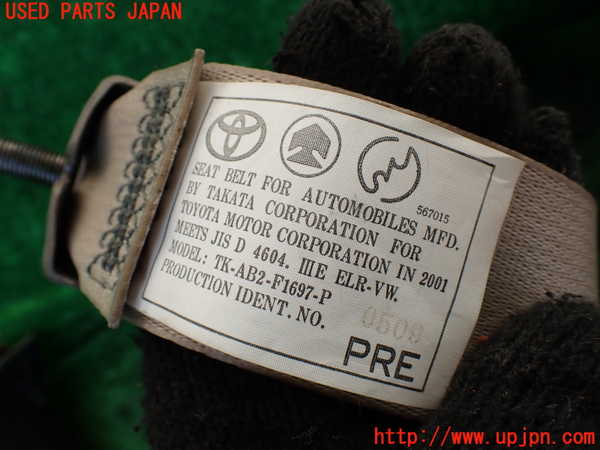 USED PARTS JAPAN
567015
SEAT BELT FOR AUTOMOBILES MFD.
BY TAKATA CORPORATION FOR
TOYOTA MOTOR CORPORATION IN 2001
MEETS JIS D 4604. IIIE ELR-VW.
MODEL: TK-AB2-F1697-P
PRODUCTION IDENT. NO. 0509
PRE
http://www.upjpn.com